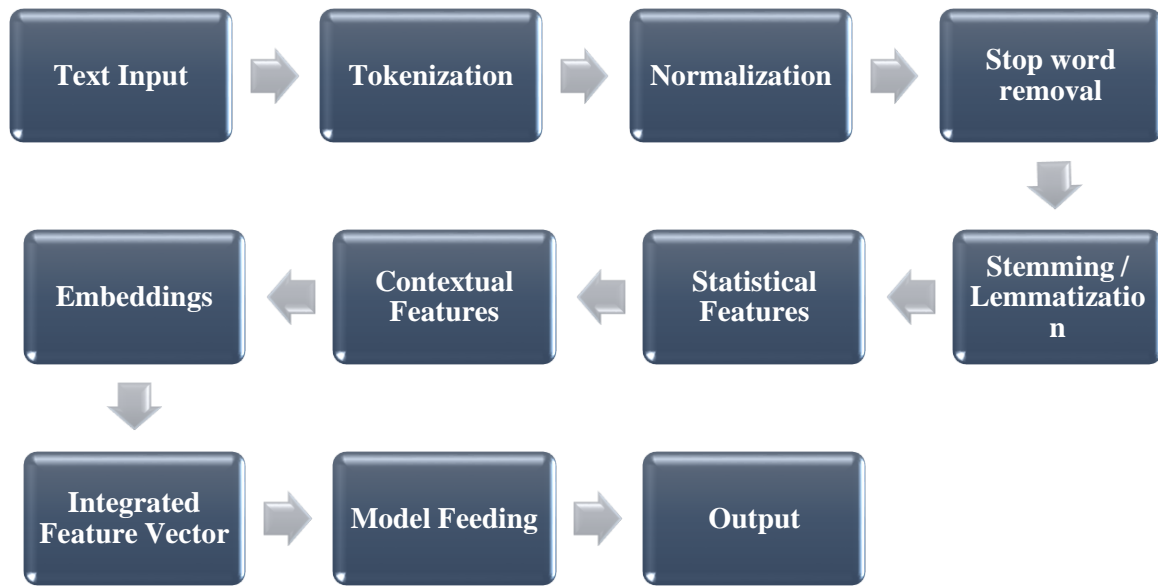 Text Input
Tokenization
Normalization
Stop word
removal
Stemming /
Lemmatizatio
n
Statistical
Features
Contextual
Features
Embeddings
Integrated
Feature Vector
Model Feeding
Output